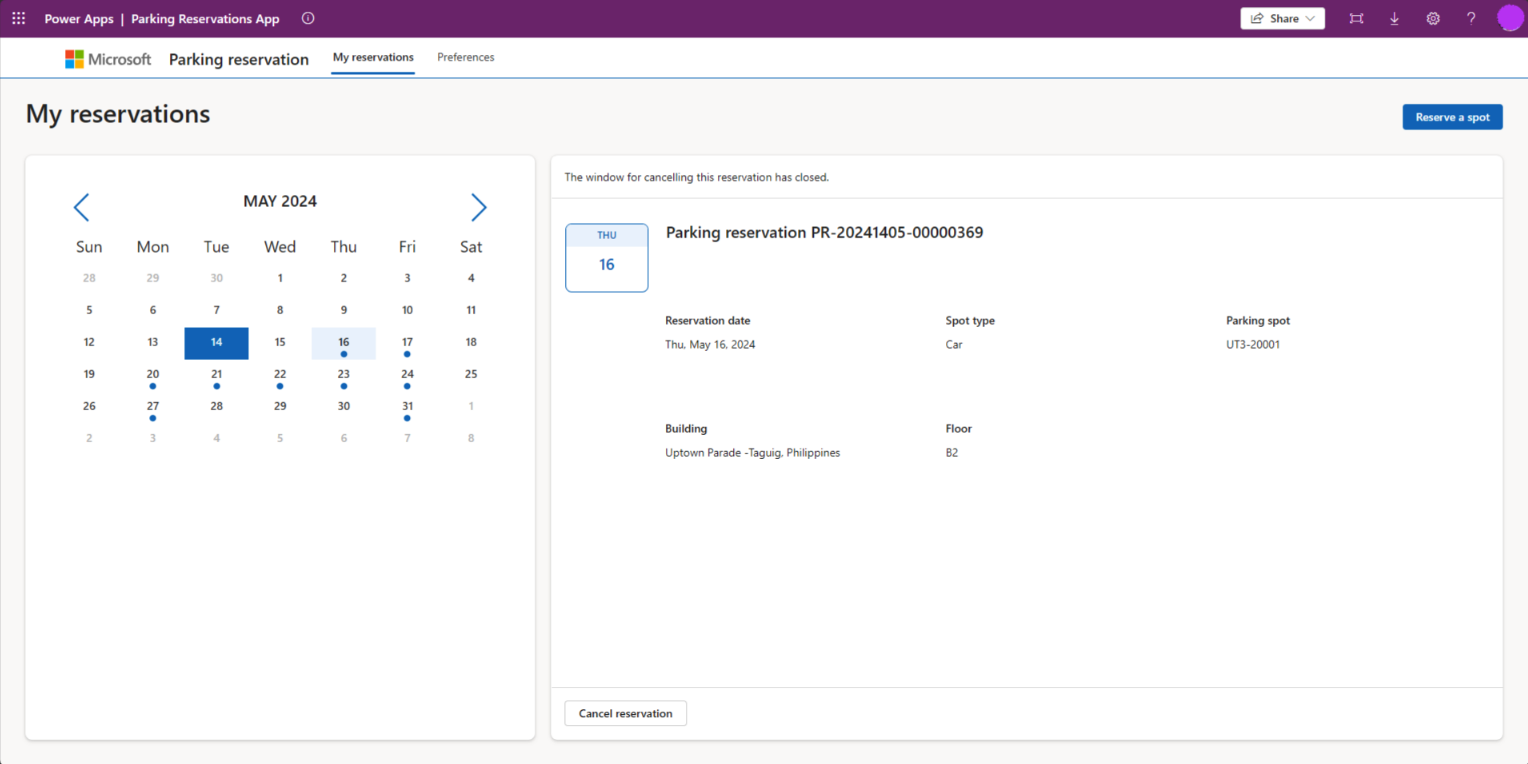 Power Apps | Parking Reservations App
Share
?
Microsoft
Parking reservation
My reservations
Preferences
My reservations
Reserve a spot
MAY 2024
Sun Mon Tue Wed Thu Fri Sat
28 29 30 1 2 3 4
5 6 7 8 9 10 11
12 13 14 15 16 17 18
19 20 21 22 23 24 25
26 27 28 29 30 31 1
2 3 4 5 6 7 8
The window for cancelling this reservation has closed.
THU
16
Parking reservation PR-20241405-00000369
Reservation date
Thu, May 16, 2024
Spot type
Car
Parking spot
UT3-20001
Building
Uptown Parade -Taguig, Philippines
Floor
B2
Cancel reservation